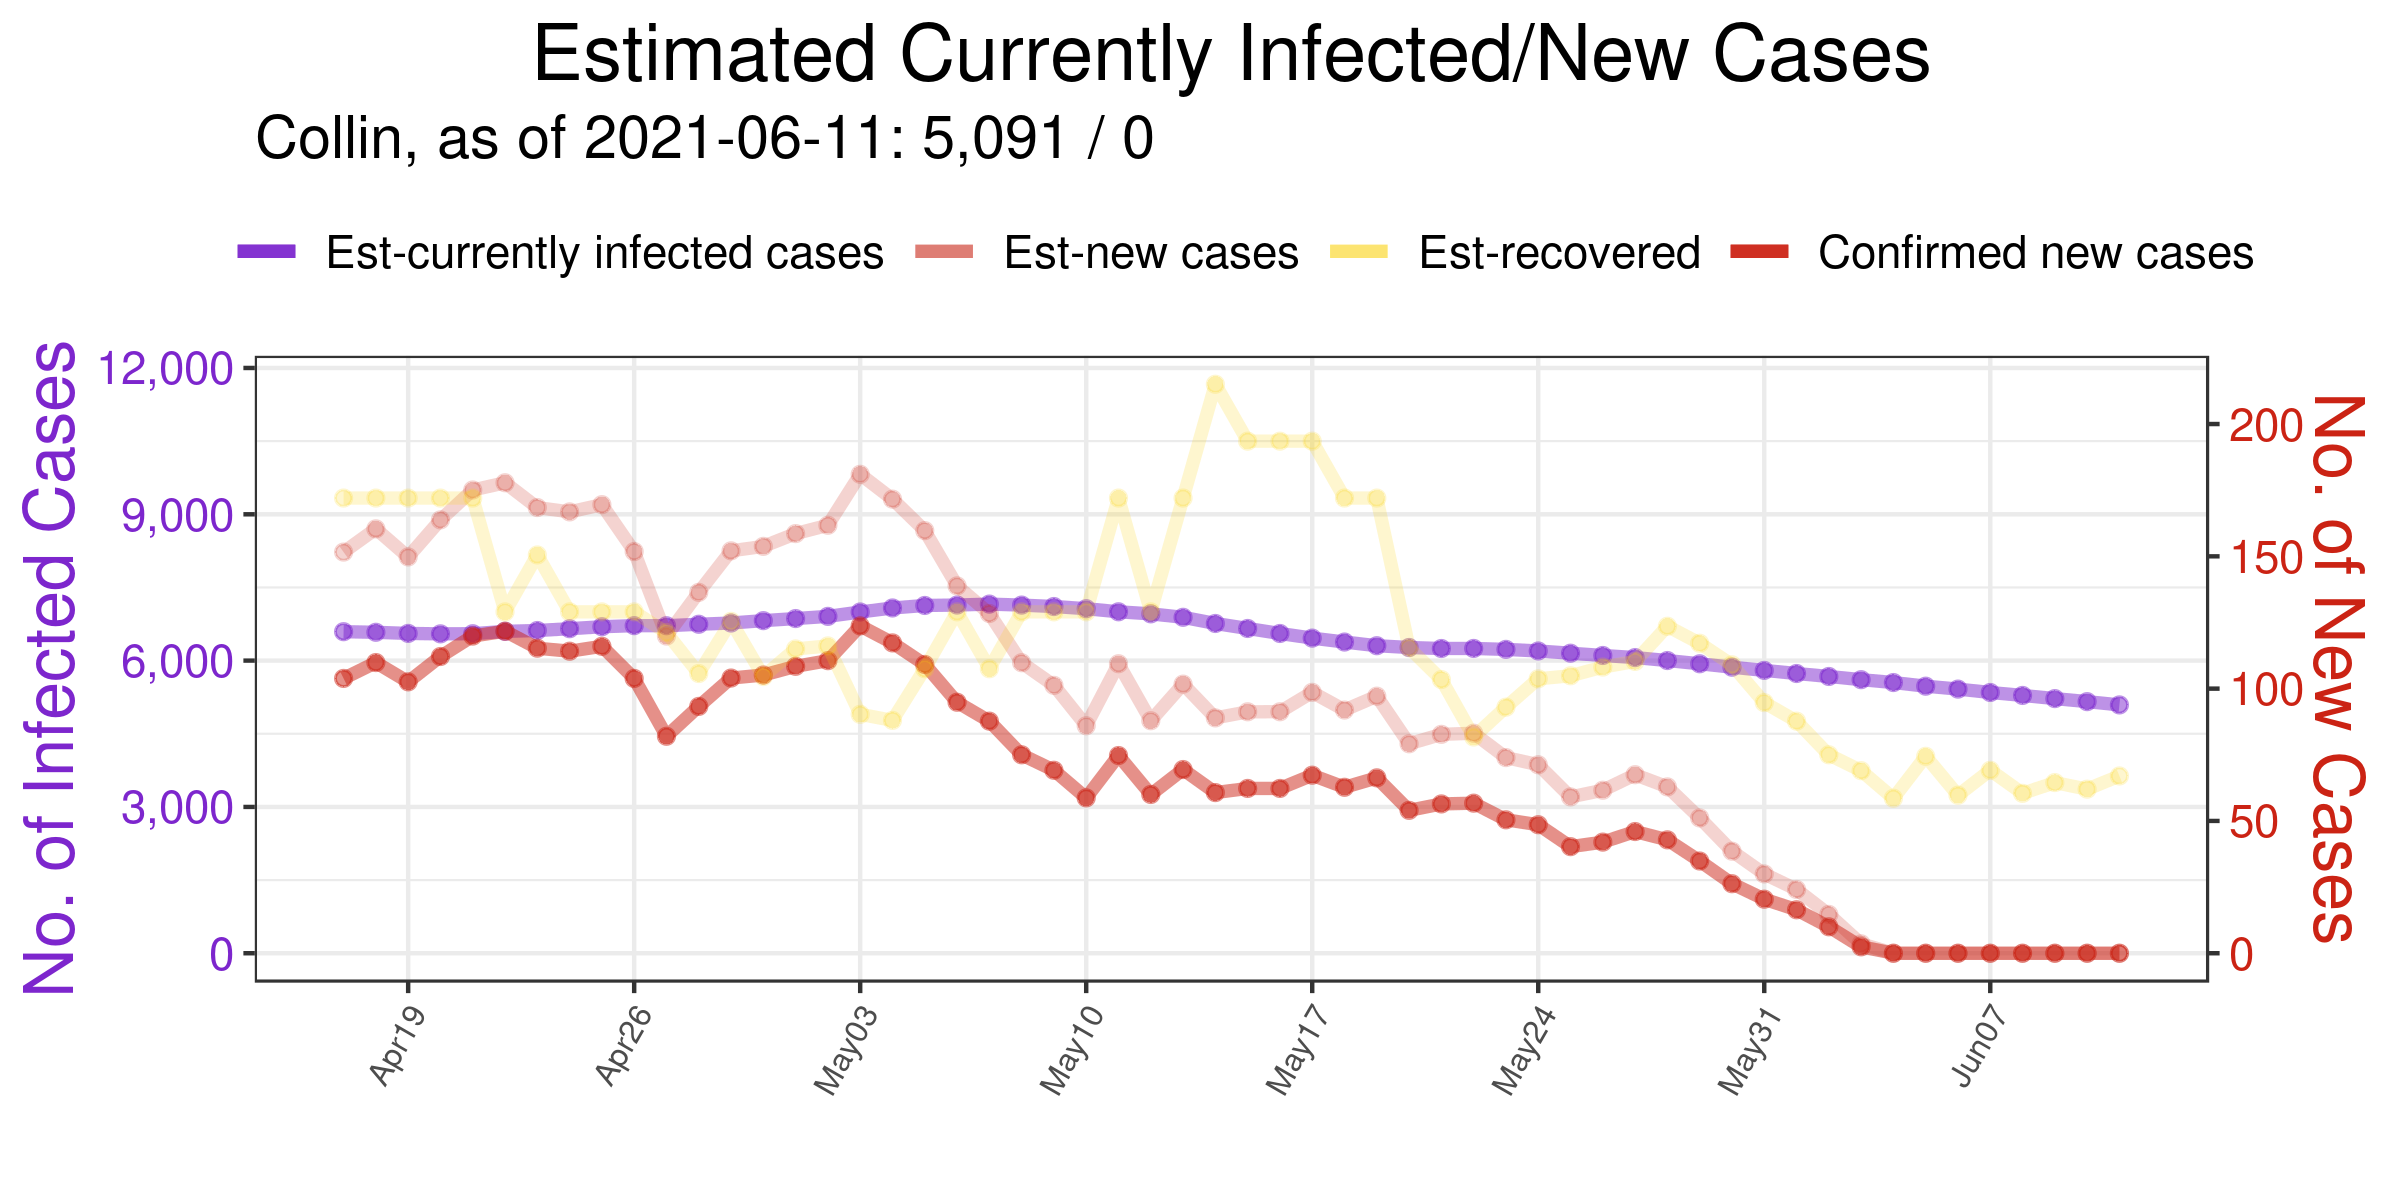 Estimated Currently Infected/New Cases
Collin, as of 2021-06-11: 5,091 / 0
Est-currently infected cases Est-new cases Est-recovered Confirmed new cases
No. of Infected Cases
12,000
9,000
6,000
3,000
0
200
150
100
50
0
No. of New Cases
Apr19 Apr26 May03 May10 May17 May24 May31 Jun07